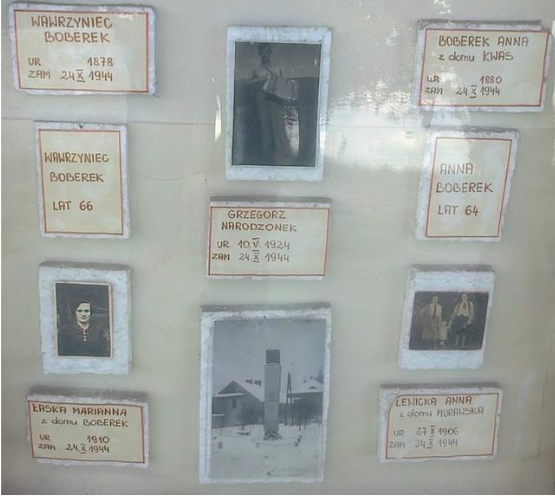 WAWRZYNIEC
BOBEREK
UR 1878
ZAM 24 X 1944
BOBEREK ANNA
z domu KWAS
UR 1880
ZAM 24 X 1944
WAWRZYNIEC
BOBEREK
LAT 66
ANNA
BOBEREK
LAT 64
GRZEGORZ
NARODZONEK
UR 10.V. 1924
ZAM 24.X 1944
ŁASKA MARIANNA
z domu BOBEREK
UR 1910
ZAM 24.X 1944
LEWICKA ANNA
z domu MURAWSKA
UR 27 II 1906
ZAM 24 X 1944